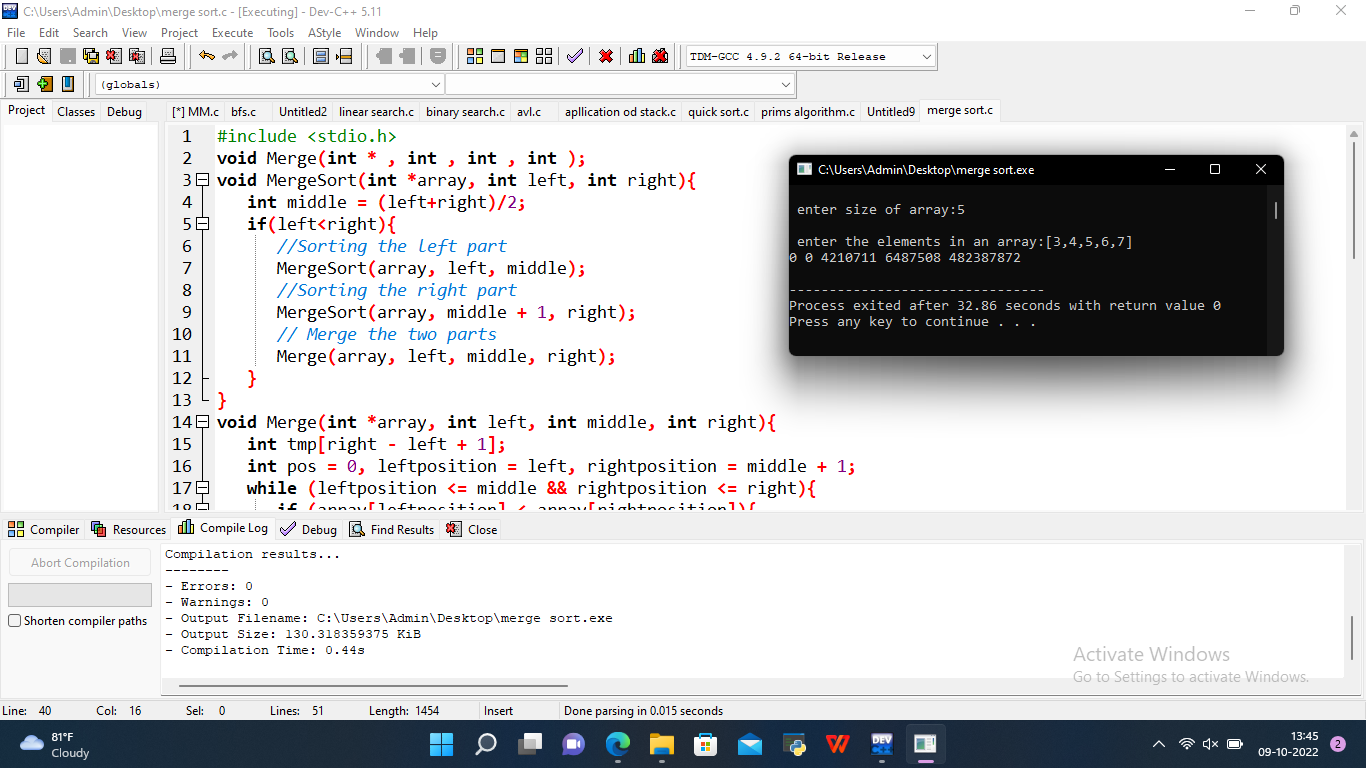 C:\Users\Admin\Desktop\merge sort.c - [Executing] - Dev-C++ 5.11
File Edit Search View Project Execute Tools AStyle Window Help
TDM-GCC 4.9.2 64-bit Release
(globals)
Project Classes Debug
[*] MM.c bfs.c Untitled2 linear search.c binary search.c avl.c apllication od stack.c quick sort.c prims algorithm.c Untitled9 merge sort.c
1 #include <stdio.h>
2 void Merge(int * , int , int , int );
3 void MergeSort(int *array, int left, int right){
4 int middle = (left+right)/2;
5 if(left<right){
6 //Sorting the left part
7 MergeSort(array, left, middle);
8 //Sorting the right part
9 MergeSort(array, middle + 1, right);
10 // Merge the two parts
11 Merge(array, left, middle, right);
12 }
13 }
14 void Merge(int *array, int left, int middle, int right){
15 int tmp[right - left + 1];
16 int pos = 0, leftposition = left, rightposition = middle + 1;
17 while (leftposition <= middle && rightposition <= right){
18 if (array[leftposition] < array[rightposition]){
C:\Users\Admin\Desktop\merge sort.exe
enter size of array:5
enter the elements in an array:[3,4,5,6,7]
0 0 4210711 6487508 482387872
--------------------------------
Process exited after 32.86 seconds with return value 0
Press any key to continue . . .
Compiler Resources Compile Log Debug Find Results Close
Abort Compilation
Shorten compiler paths
Compilation results...
--------
- Errors: 0
- Warnings: 0
- Output Filename: C:\Users\Admin\Desktop\merge sort.exe
- Output Size: 130.318359375 KiB
- Compilation Time: 0.44s
Activate Windows
Go to Settings to activate Windows.
Line: 40 Col: 16 Sel: 0 Lines: 51 Length: 1454 Insert Done parsing in 0.015 seconds
81°F
Cloudy
DEV
13:45
09-10-2022
2